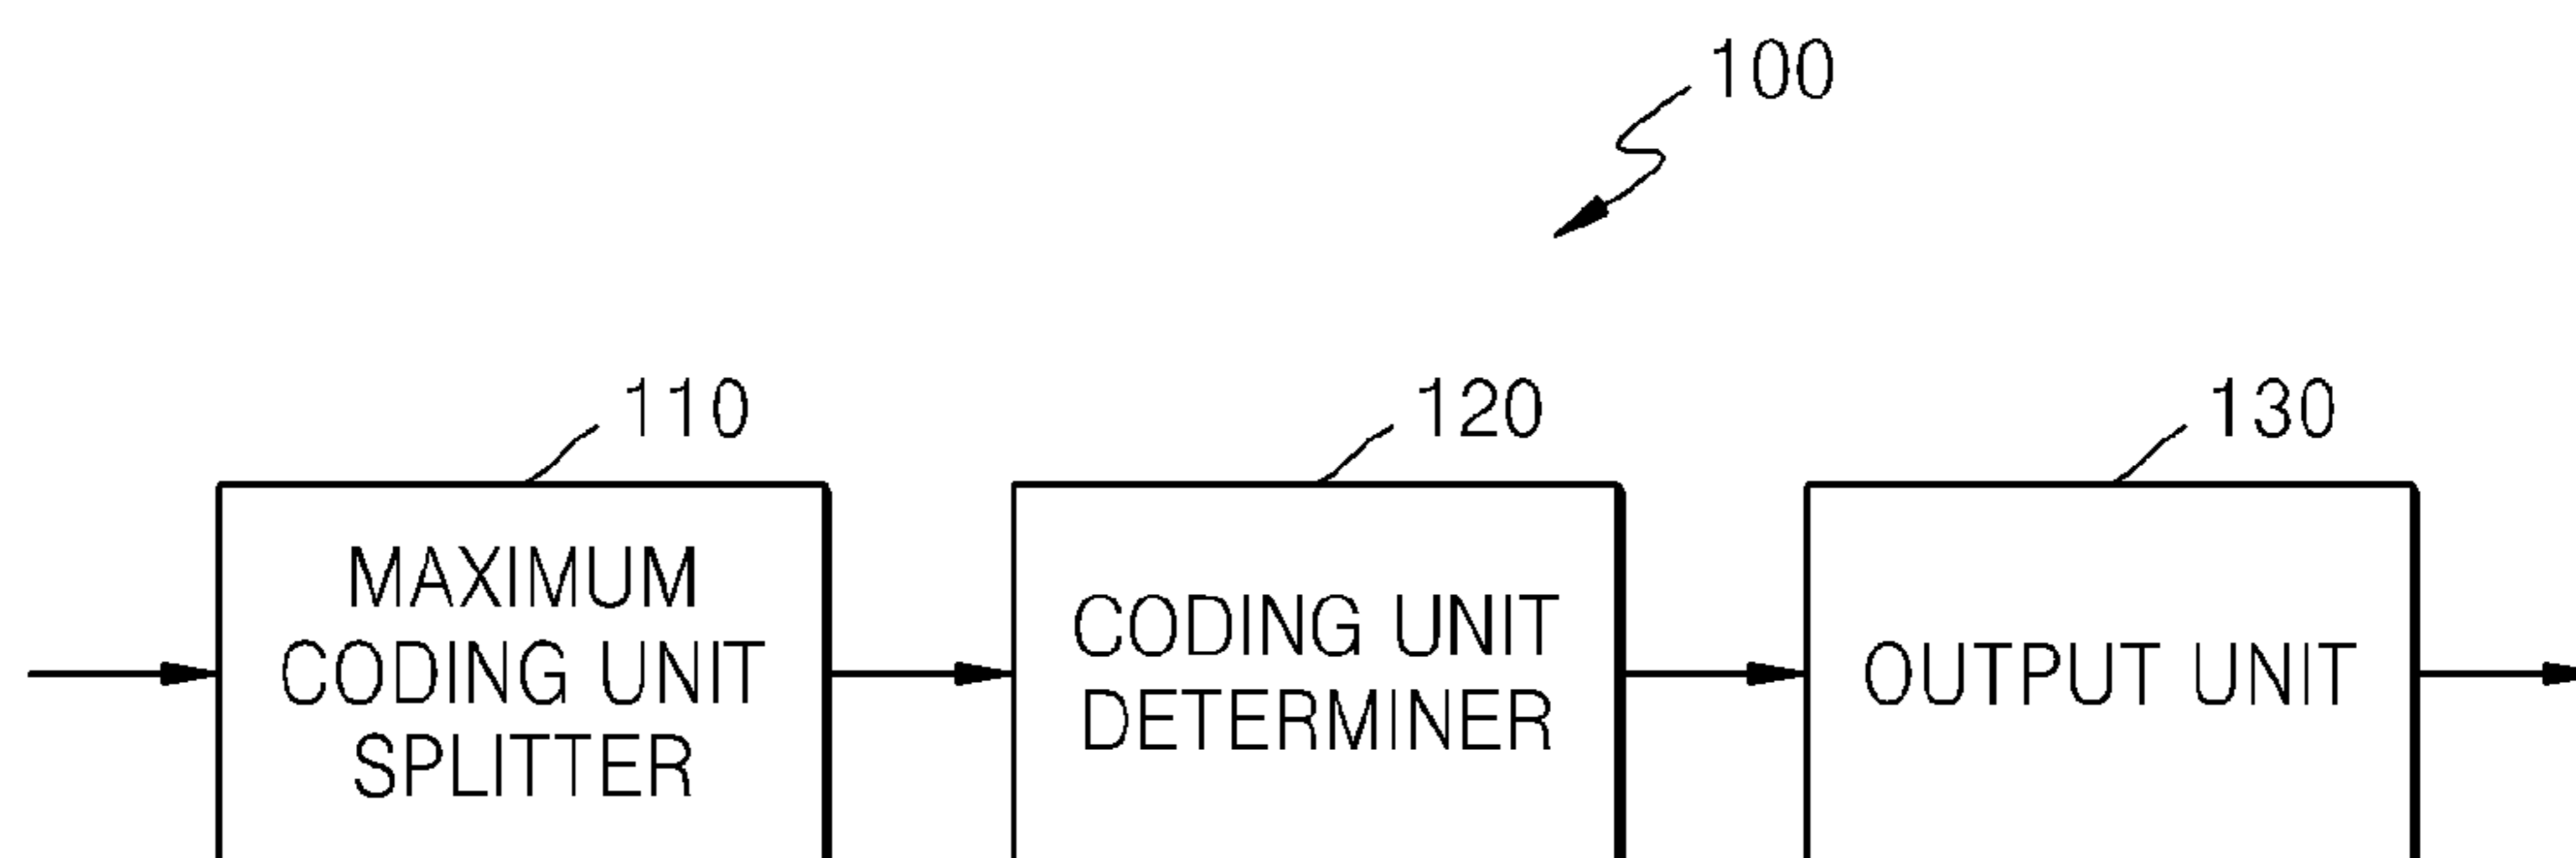 100
110
120
130
MAXIMUM
CODING UNIT
SPLITTER
CODING UNIT
DETERMINER
OUTPUT UNIT